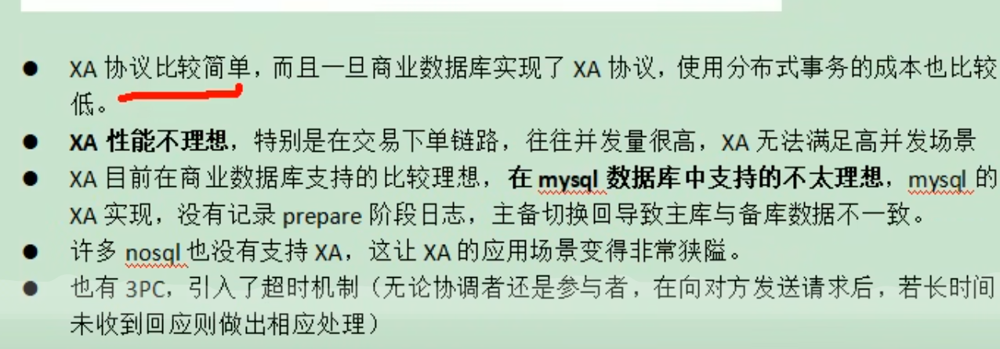 ● XA 协议比较简单，而且一旦商业数据库实现了 XA 协议，使用分布式事务的成本也比较
低。
● XA 性能不理想，特别是在交易下单链路，往往并发量很高，XA 无法满足高并发场景
● XA 目前在商业数据库支持的比较理想，在 mysql 数据库中支持的不太理想，mysql 的
XA 实现，没有记录 prepare 阶段日志，主备切换回导致主库与备库数据不一致。
● 许多 nosql 也没有支持 XA，这让 XA 的应用场景变得非常狭隘。
● 也有 3PC，引入了超时机制（无论协调者还是参与者，在向对方发送请求后，若长时间
未收到回应则做出相应处理）